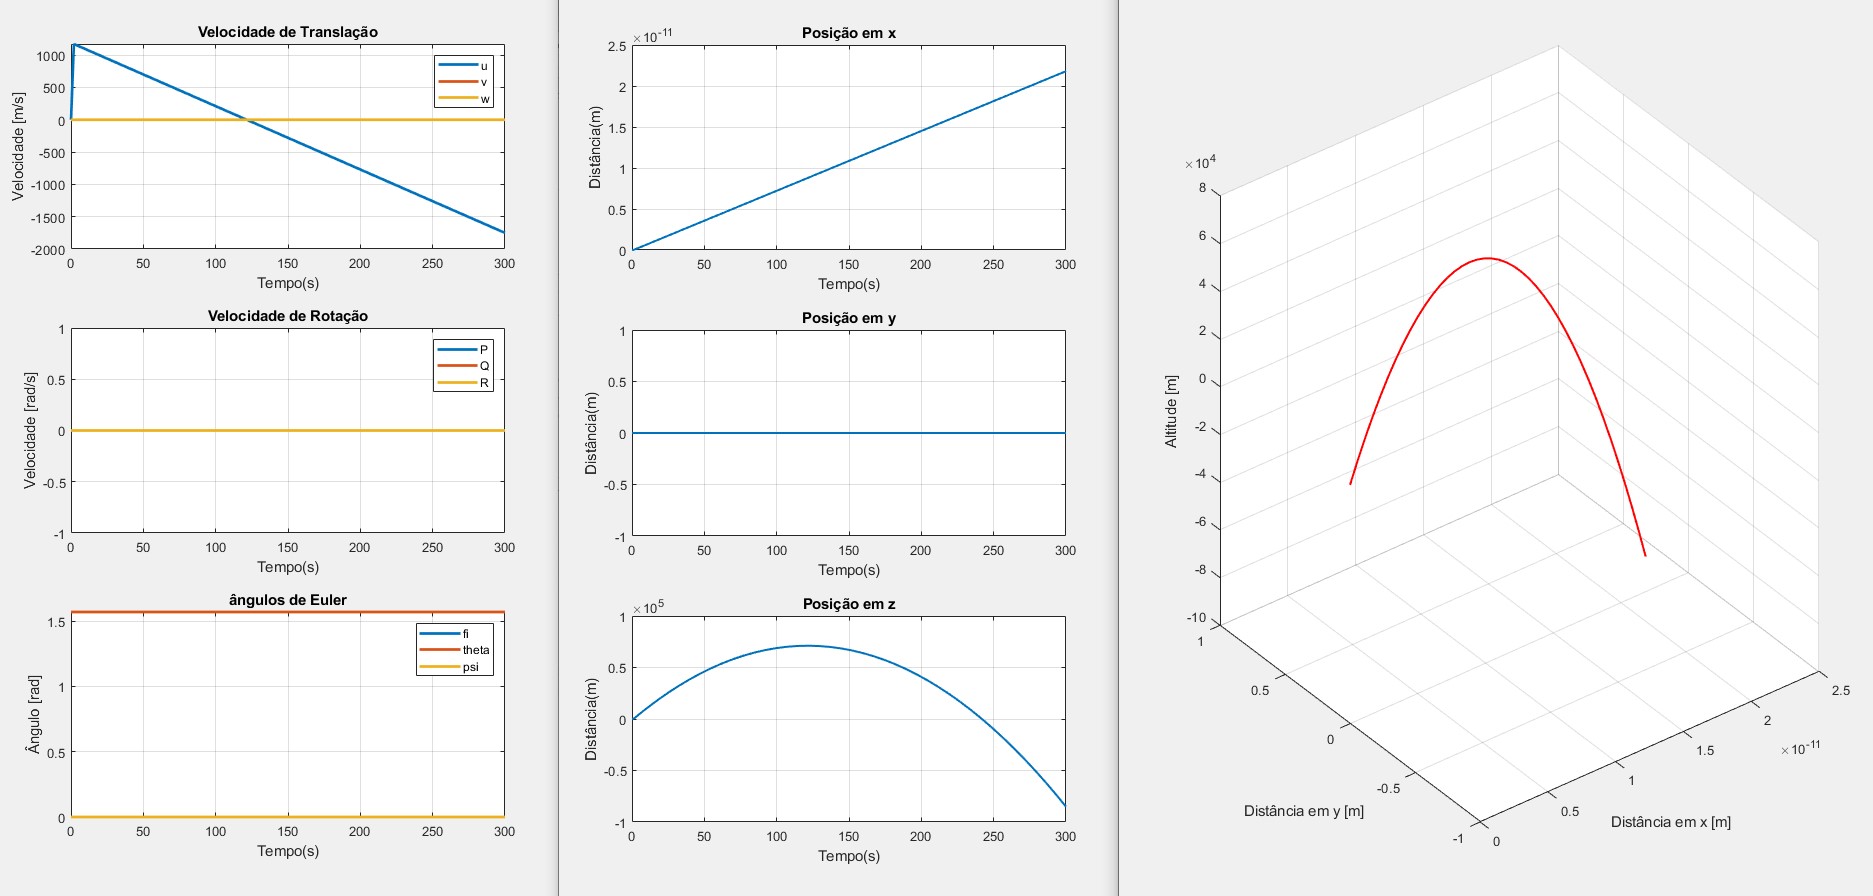 Velocidade de Translação
1000
500
0
-500
-1000
-1500
-2000
Velocidade [m/s]
u
v
w
0 50 100 150 200 250 300
Tempo(s)
Velocidade de Rotação
1
0.5
0
-0.5
-1
Velocidade [rad/s]
P
Q
R
0 50 100 150 200 250 300
Tempo(s)
ângulos de Euler
1.5
1
0.5
0
Ângulo [rad]
fi
theta
psi
0 50 100 150 200 250 300
Tempo(s)
Posição em x
×10-11
2.5
2
1.5
1
0.5
0
Distância(m)
0 50 100 150 200 250 300
Tempo(s)
Posição em y
1
0.5
0
-0.5
-1
Distância(m)
0 50 100 150 200 250 300
Tempo(s)
Posição em z
×105
1
0.5
0
-0.5
-1
Distância(m)
0 50 100 150 200 250 300
Tempo(s)
×104
8
6
4
2
0
-2
-4
-6
-8
-10
Altitude [m]
1
0.5
0
-0.5
-1
Distância em y [m]
0
0.5
1
1.5
2
2.5
×10-11
Distância em x [m]